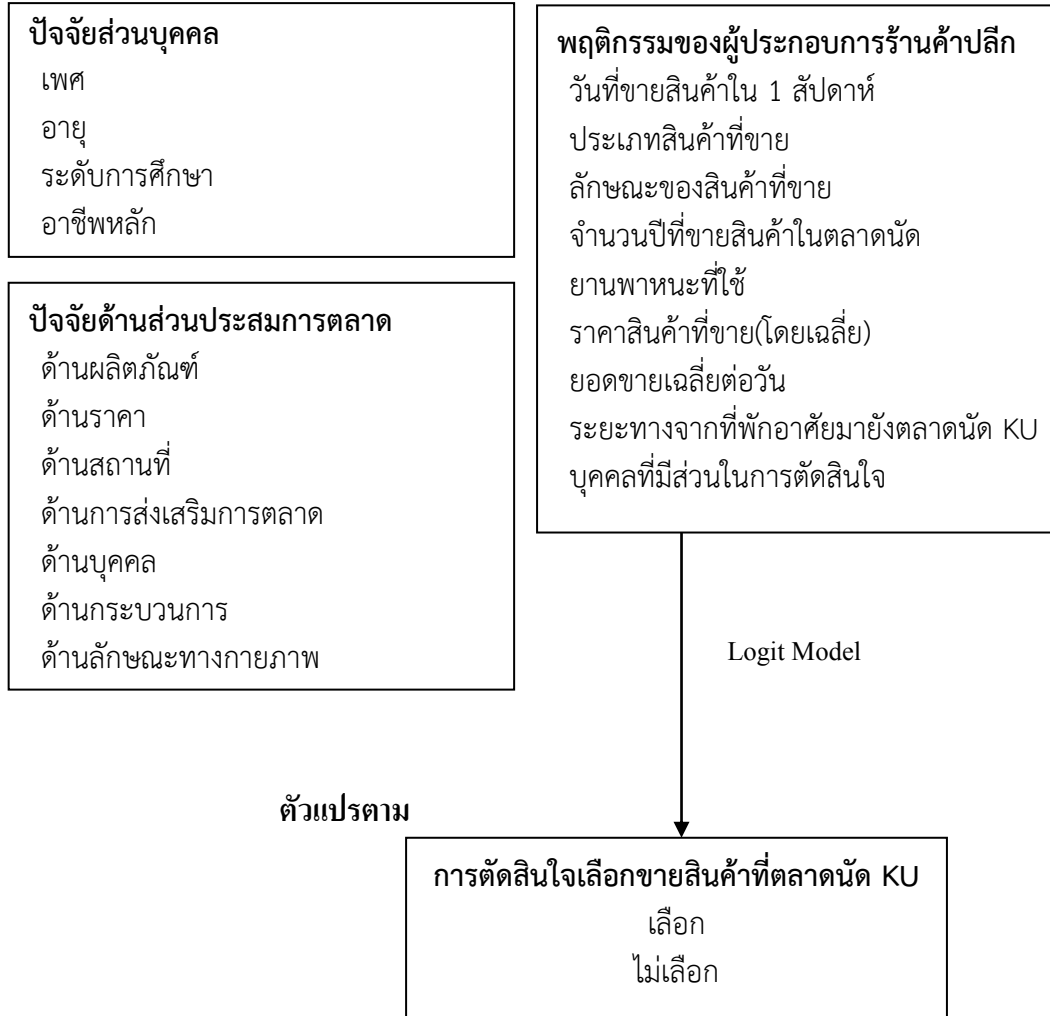 ปัจจัยส่วนบุคคล
เพศ
อายุ
ระดับการศึกษา
อาชีพหลัก
ปัจจัยด้านส่วนประสมการตลาด
ด้านผลิตภัณฑ์
ด้านราคา
ด้านสถานที่
ด้านการส่งเสริมการตลาด
ด้านบุคคล
ด้านกระบวนการ
ด้านลักษณะทางกายภาพ
พฤติกรรมของผู้ประกอบการร้านค้าปลีก
วันที่ขายสินค้าใน 1 สัปดาห์
ประเภทสินค้าที่ขาย
ลักษณะของสินค้าที่ขาย
จำนวนปีที่ขายสินค้าในตลาดนัด
ยานพาหนะที่ใช้
ราคาสินค้าที่ขาย(โดยเฉลี่ย)
ยอดขายเฉลี่ยต่อวัน
ระยะทางจากที่พักอาศัยมายังตลาดนัด KU
บุคคลที่มีส่วนในการตัดสินใจ
Logit Model
ตัวแปรตาม
การตัดสินใจเลือกขายสินค้าที่ตลาดนัด KU
เลือก
ไม่เลือก